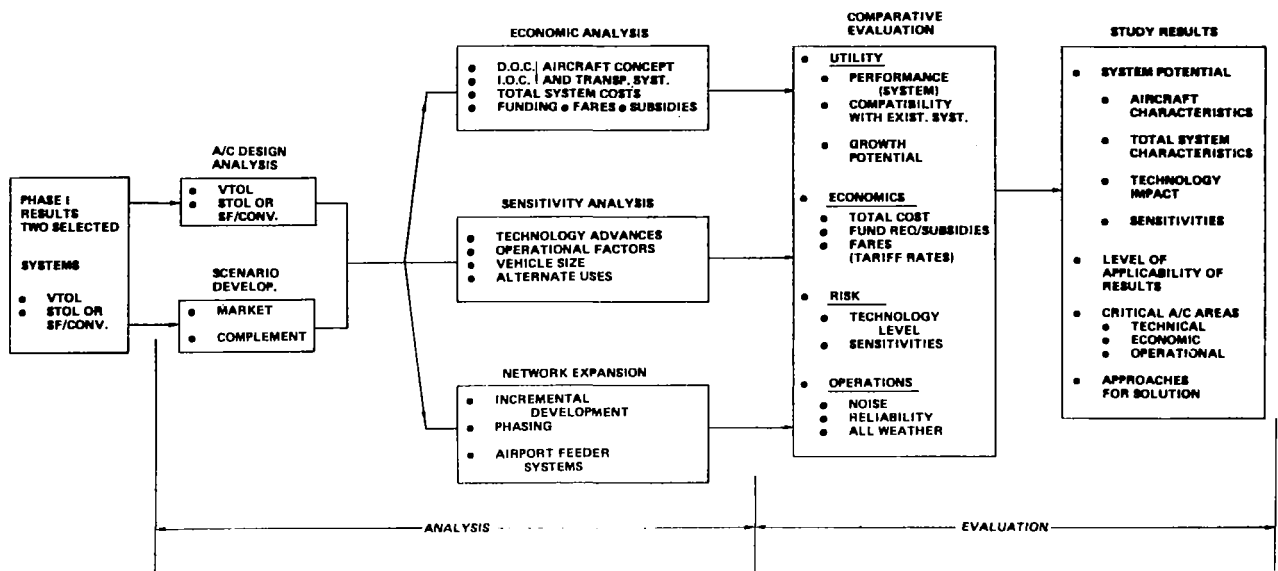 PHASE I
RESULTS
TWO SELECTED
SYSTEMS
● VTOL
● STOL OR
SF/CONV.
A/C DESIGN
ANALYSIS
● VTOL
● STOL OR
SF/CONV.
SCENARIO
DEVELOP.
● MARKET
● COMPLEMENT
ECONOMIC ANALYSIS
● D.O.C. AIRCRAFT CONCEPT
● I.O.C. AND TRANSP. SYST.
● TOTAL SYSTEM COSTS
● FUNDING ● FARES ● SUBSIDIES
SENSITIVITY ANALYSIS
● TECHNOLOGY ADVANCES
● OPERATIONAL FACTORS
● VEHICLE SIZE
● ALTERNATE USES
NETWORK EXPANSION
● INCREMENTAL
DEVELOPMENT
● PHASING
● AIRPORT FEEDER
SYSTEMS
COMPARATIVE
EVALUATION
● UTILITY
● PERFORMANCE
(SYSTEM)
● COMPATIBILITY
WITH EXIST. SYST.
● GROWTH
POTENTIAL
● ECONOMICS
● TOTAL COST
● FUND REQ/SUBSIDIES
● FARES
(TARIFF RATES)
● RISK
● TECHNOLOGY
LEVEL
● SENSITIVITIES
● OPERATIONS
● NOISE
● RELIABILITY
● ALL WEATHER
STUDY RESULTS
● SYSTEM POTENTIAL
● AIRCRAFT
CHARACTERISTICS
● TOTAL SYSTEM
CHARACTERISTICS
● TECHNOLOGY
IMPACT
● SENSITIVITIES
● LEVEL OF
APPLICABILITY OF
RESULTS
● CRITICAL A/C AREAS
● TECHNICAL
● ECONOMIC
● OPERATIONAL
● APPROACHES
FOR SOLUTION
ANALYSIS
EVALUATION